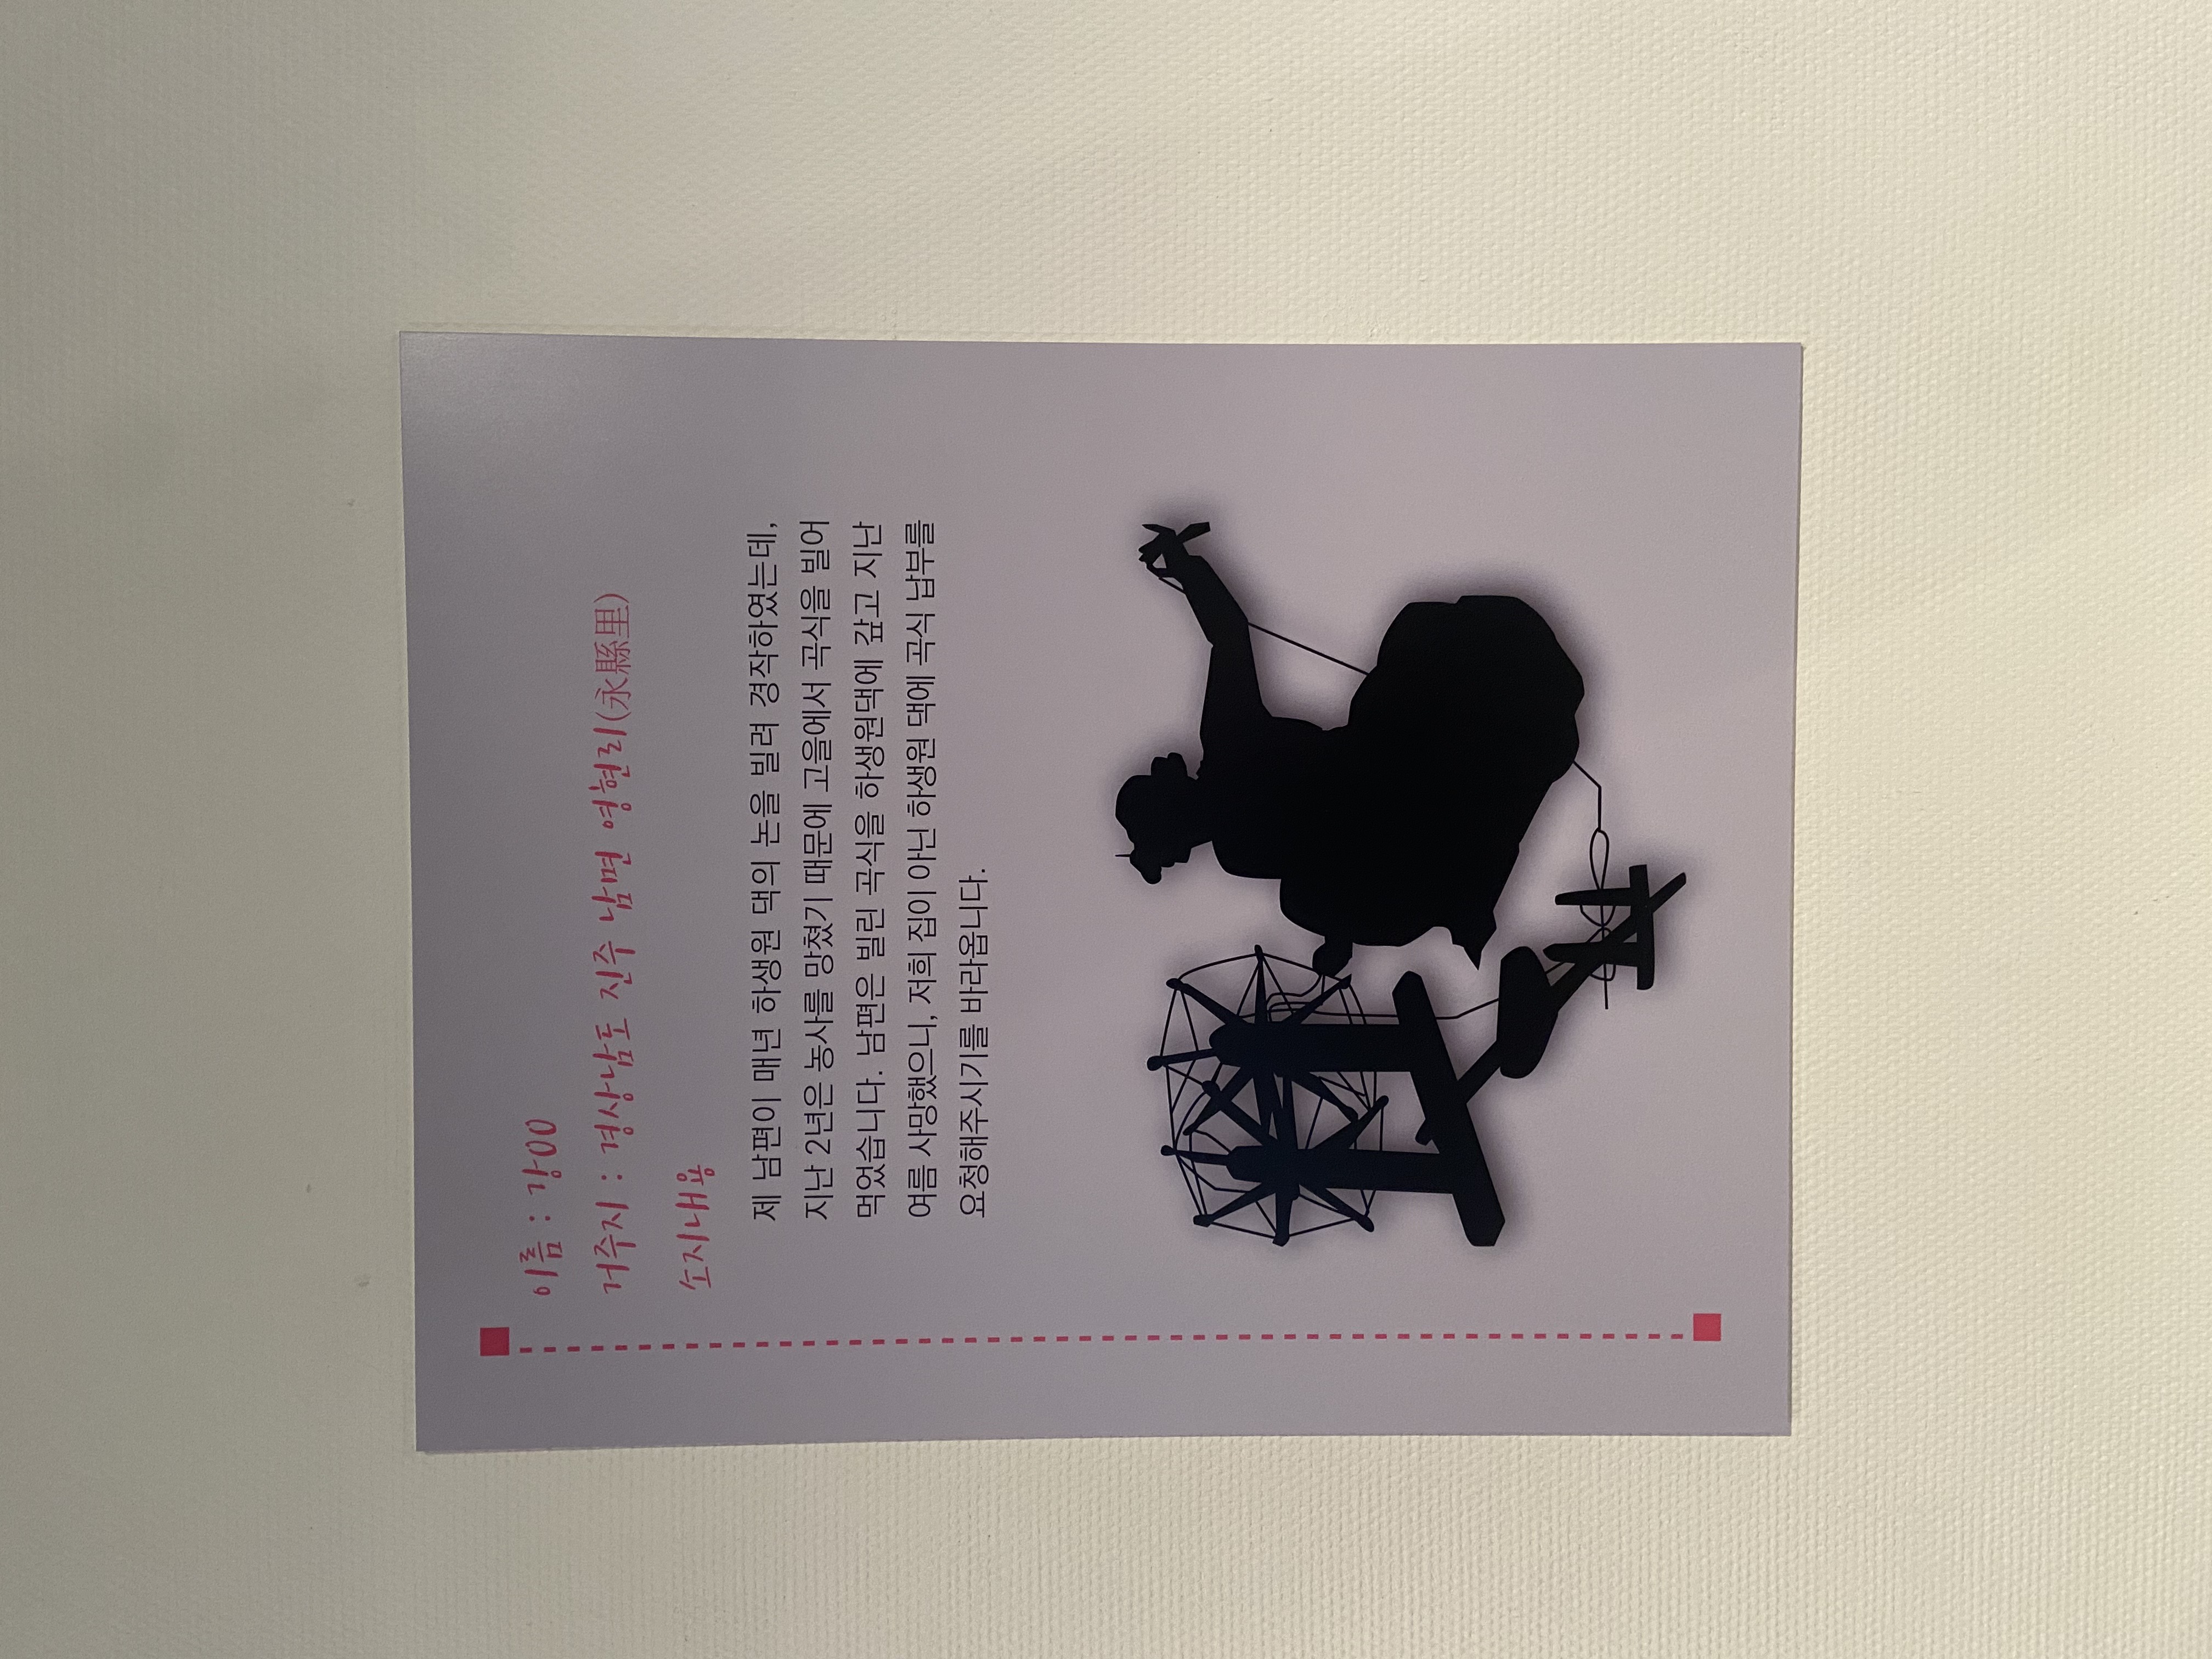 이름 : 강OO
거주지 : 경상남도 진주 남면 영현리(永縣里)
소지내용
제 남편이 매년 하생원 댁의 논을 빌려 경작하였는데,
지난 2년은 농사를 망쳤기 때문에 고을에서 곡식을 빌어
먹었습니다. 남편은 빌린 곡식을 하생원댁에 갚고 지난
여름 사망했으니, 저희 집이 아닌 하생원 댁에 곡식 납부를
요청해주시기를 바라옵니다.